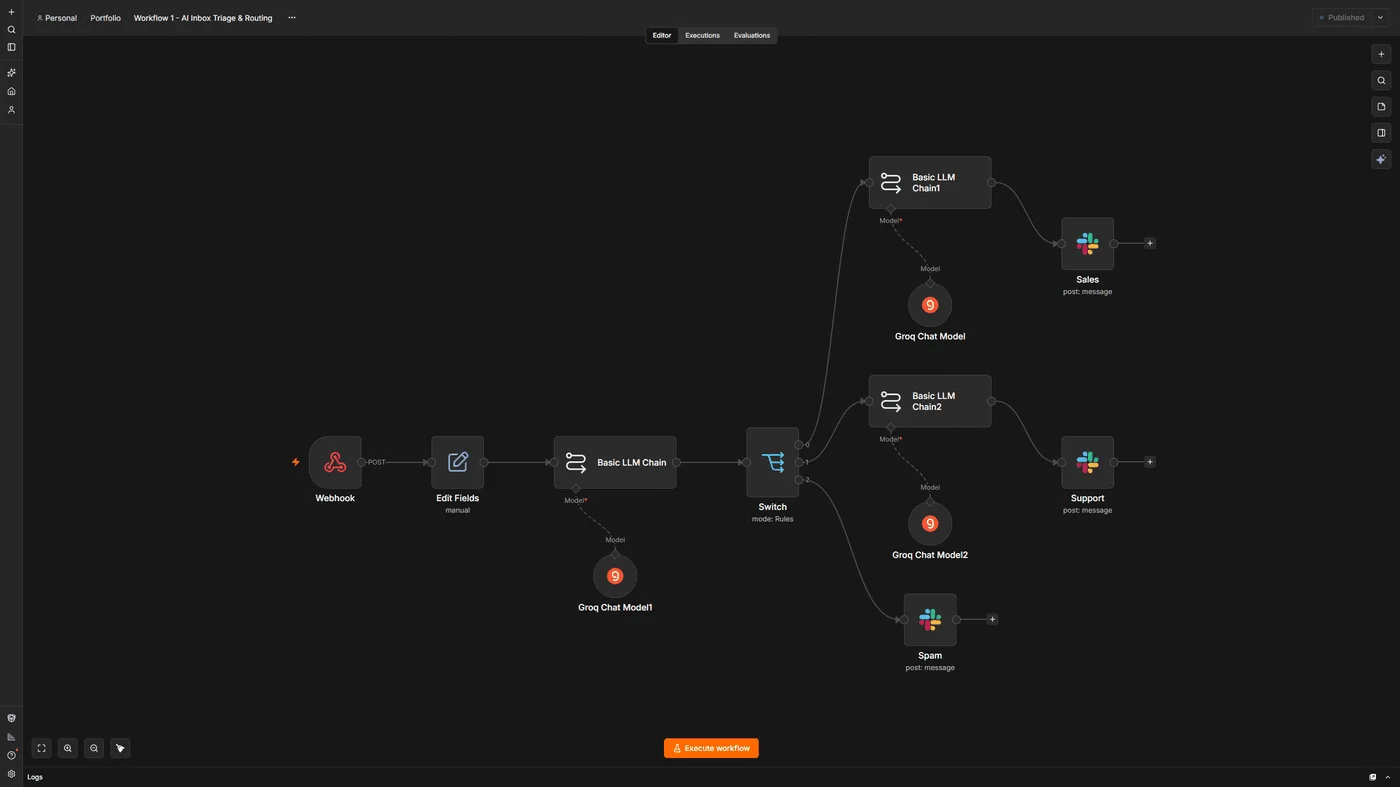 Personal
Portfolio
Workflow 1 - AI Inbox Triage & Routing
Published
Editor
Executions
Evaluations
Basic LLM
Chain1
Model*
Model
Groq Chat Model
Sales
post: message
Basic LLM
Chain2
Model*
Model
Groq Chat Model2
Support
post: message
POST
Webhook
Edit Fields
manual
Basic LLM Chain
Model*
Model
Groq Chat Model1
0
1
2
Switch
mode: Rules
Spam
post: message
Execute workflow
Logs